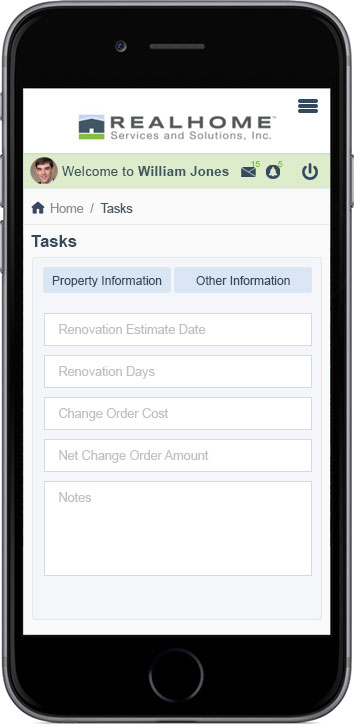 REALHOME™
Services and Solutions, Inc.
Welcome to William Jones 15 5
Home / Tasks
Tasks
Property Information Other Information
Renovation Estimate Date
Renovation Days
Change Order Cost
Net Change Order Amount
Notes